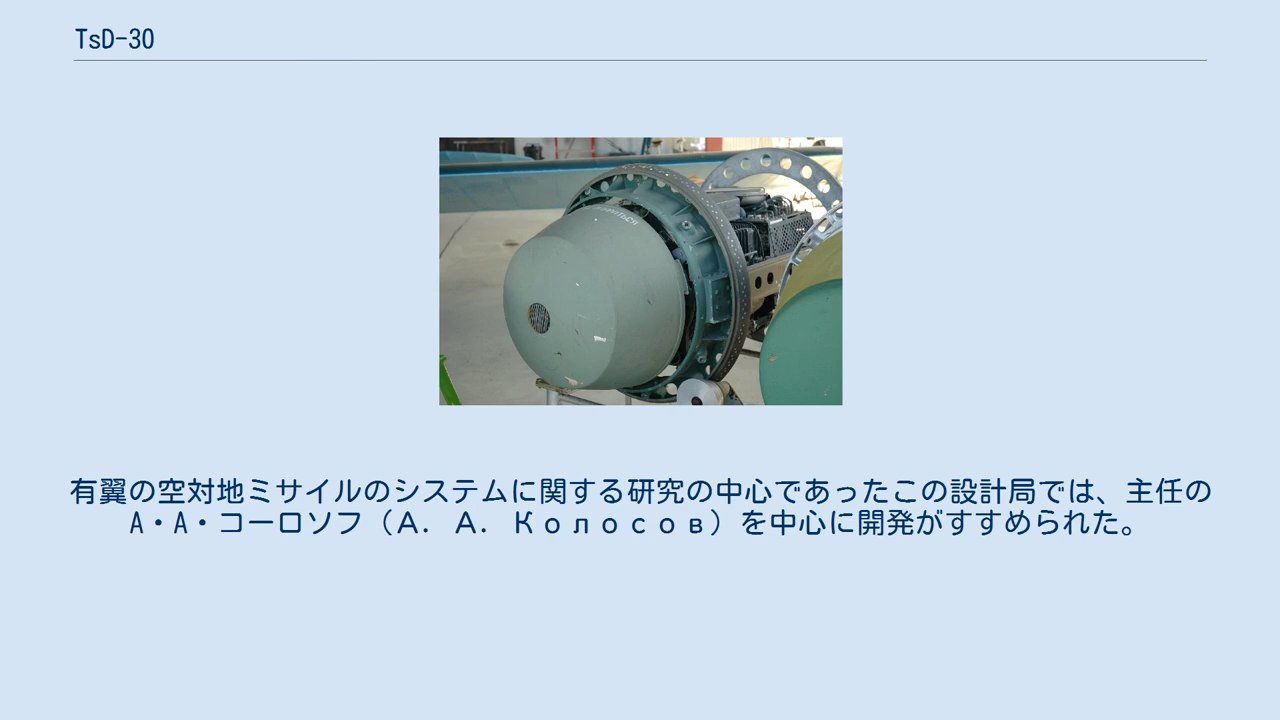 TsD-30
有翼の空対地ミサイルのシステムに関する研究の中心であったこの設計局では、主任の
A・A・コーロソフ（Ａ．Ａ．Колосов）を中心に開発がすすめられた。